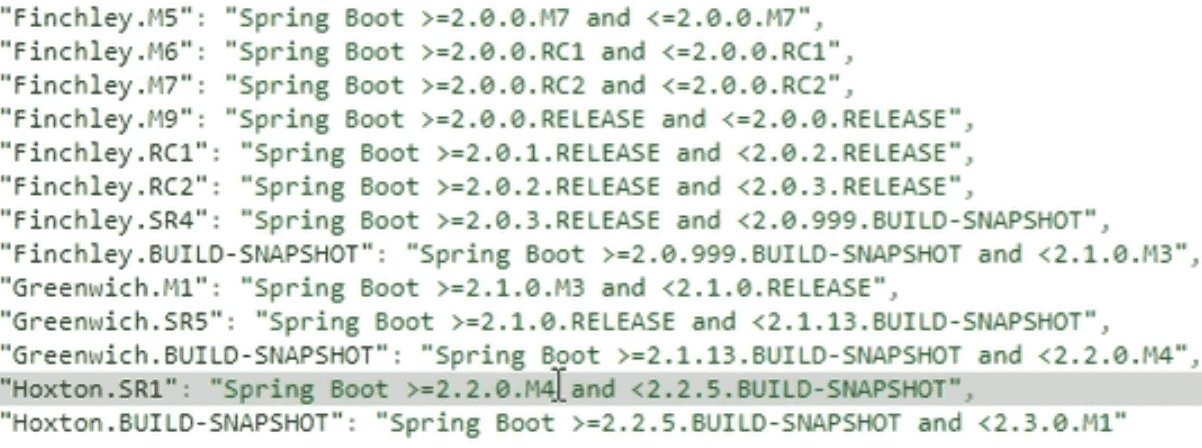 "Finchley.M5": "Spring Boot >=2.0.0.M7 and <=2.0.0.M7",
"Finchley.M6": "Spring Boot >=2.0.0.RC1 and <=2.0.0.RC1",
"Finchley.M7": "Spring Boot >=2.0.0.RC2 and <=2.0.0.RC2",
"Finchley.M9": "Spring Boot >=2.0.0.RELEASE and <=2.0.0.RELEASE",
"Finchley.RC1": "Spring Boot >=2.0.1.RELEASE and <2.0.2.RELEASE",
"Finchley.RC2": "Spring Boot >=2.0.2.RELEASE and <2.0.3.RELEASE",
"Finchley.SR4": "Spring Boot >=2.0.3.RELEASE and <2.0.999.BUILD-SNAPSHOT",
"Finchley.BUILD-SNAPSHOT": "Spring Boot >=2.0.999.BUILD-SNAPSHOT and <2.1.0.M3",
"Greenwich.M1": "Spring Boot >=2.1.0.M3 and <2.1.0.RELEASE",
"Greenwich.SR5": "Spring Boot >=2.1.0.RELEASE and <2.1.13.BUILD-SNAPSHOT",
"Greenwich.BUILD-SNAPSHOT": "Spring Boot >=2.1.13.BUILD-SNAPSHOT and <2.2.0.M4",
"Hoxton.SR1": "Spring Boot >=2.2.0.M4 and <2.2.5.BUILD-SNAPSHOT",
"Hoxton.BUILD-SNAPSHOT": "Spring Boot >=2.2.5.BUILD-SNAPSHOT and <2.3.0.M1"